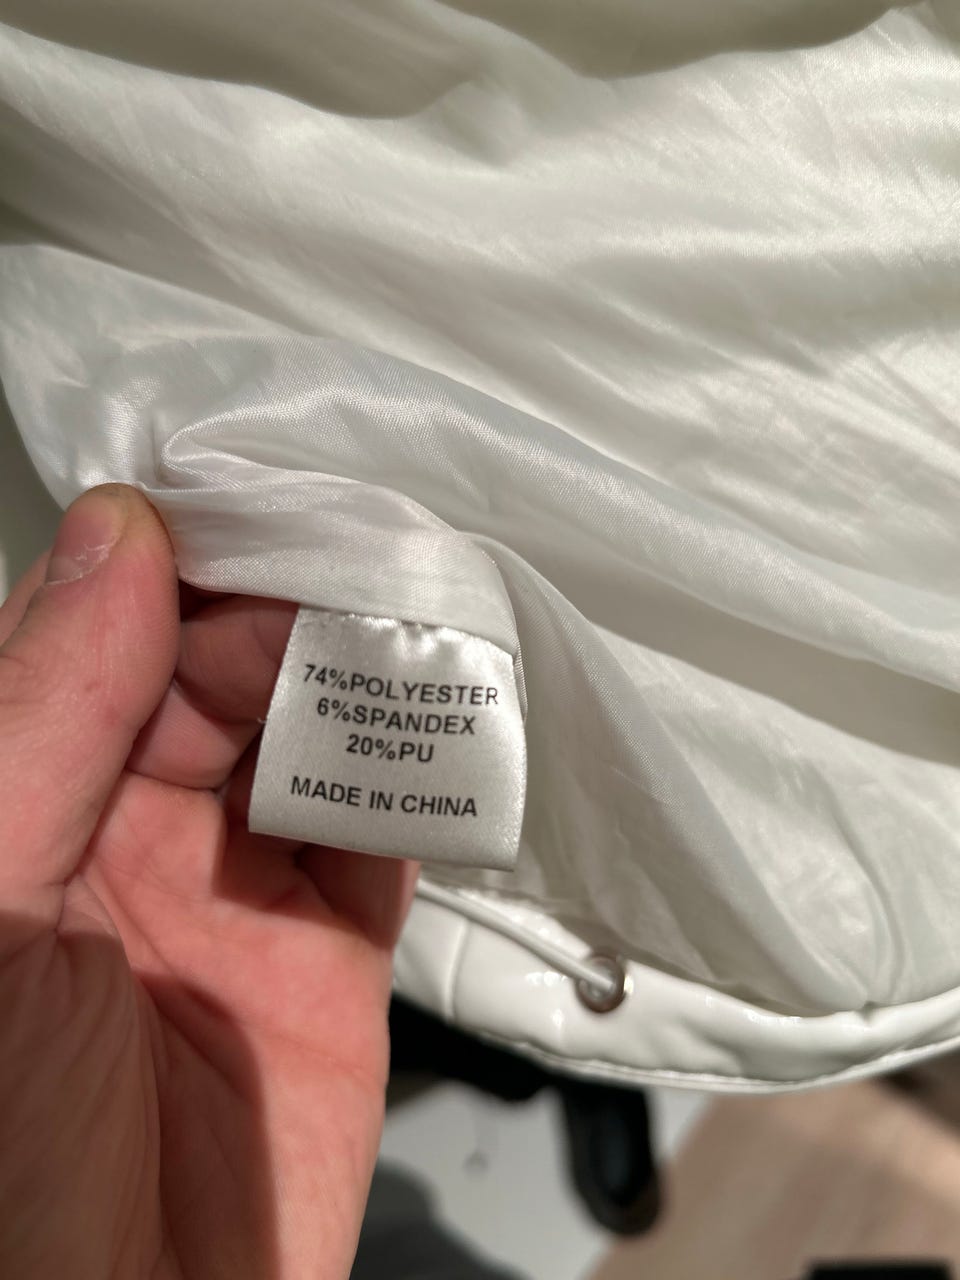 74%POLYESTER
6%SPANDEX
20%PU
MADE IN CHINA